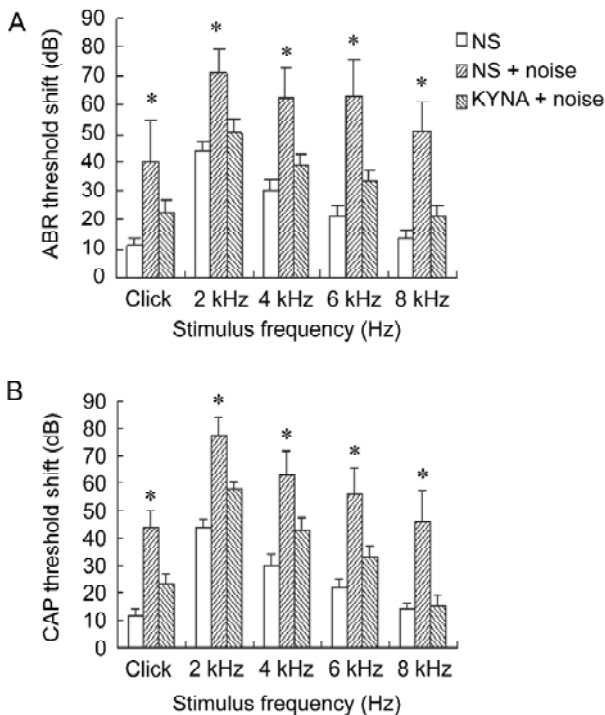 A
ABR threshold shift (dB)
90
80
70
60
50
40
30
20
10
0
* * * * *
NS
NS + noise
KYNA + noise
Click 2 kHz 4 kHz 6 kHz 8 kHz
Stimulus frequency (Hz)
B
CAP threshold shift (dB)
90
80
70
60
50
40
30
20
10
0
* * * * *
Click 2 kHz 4 kHz 6 kHz 8 kHz
Stimulus frequency (Hz)